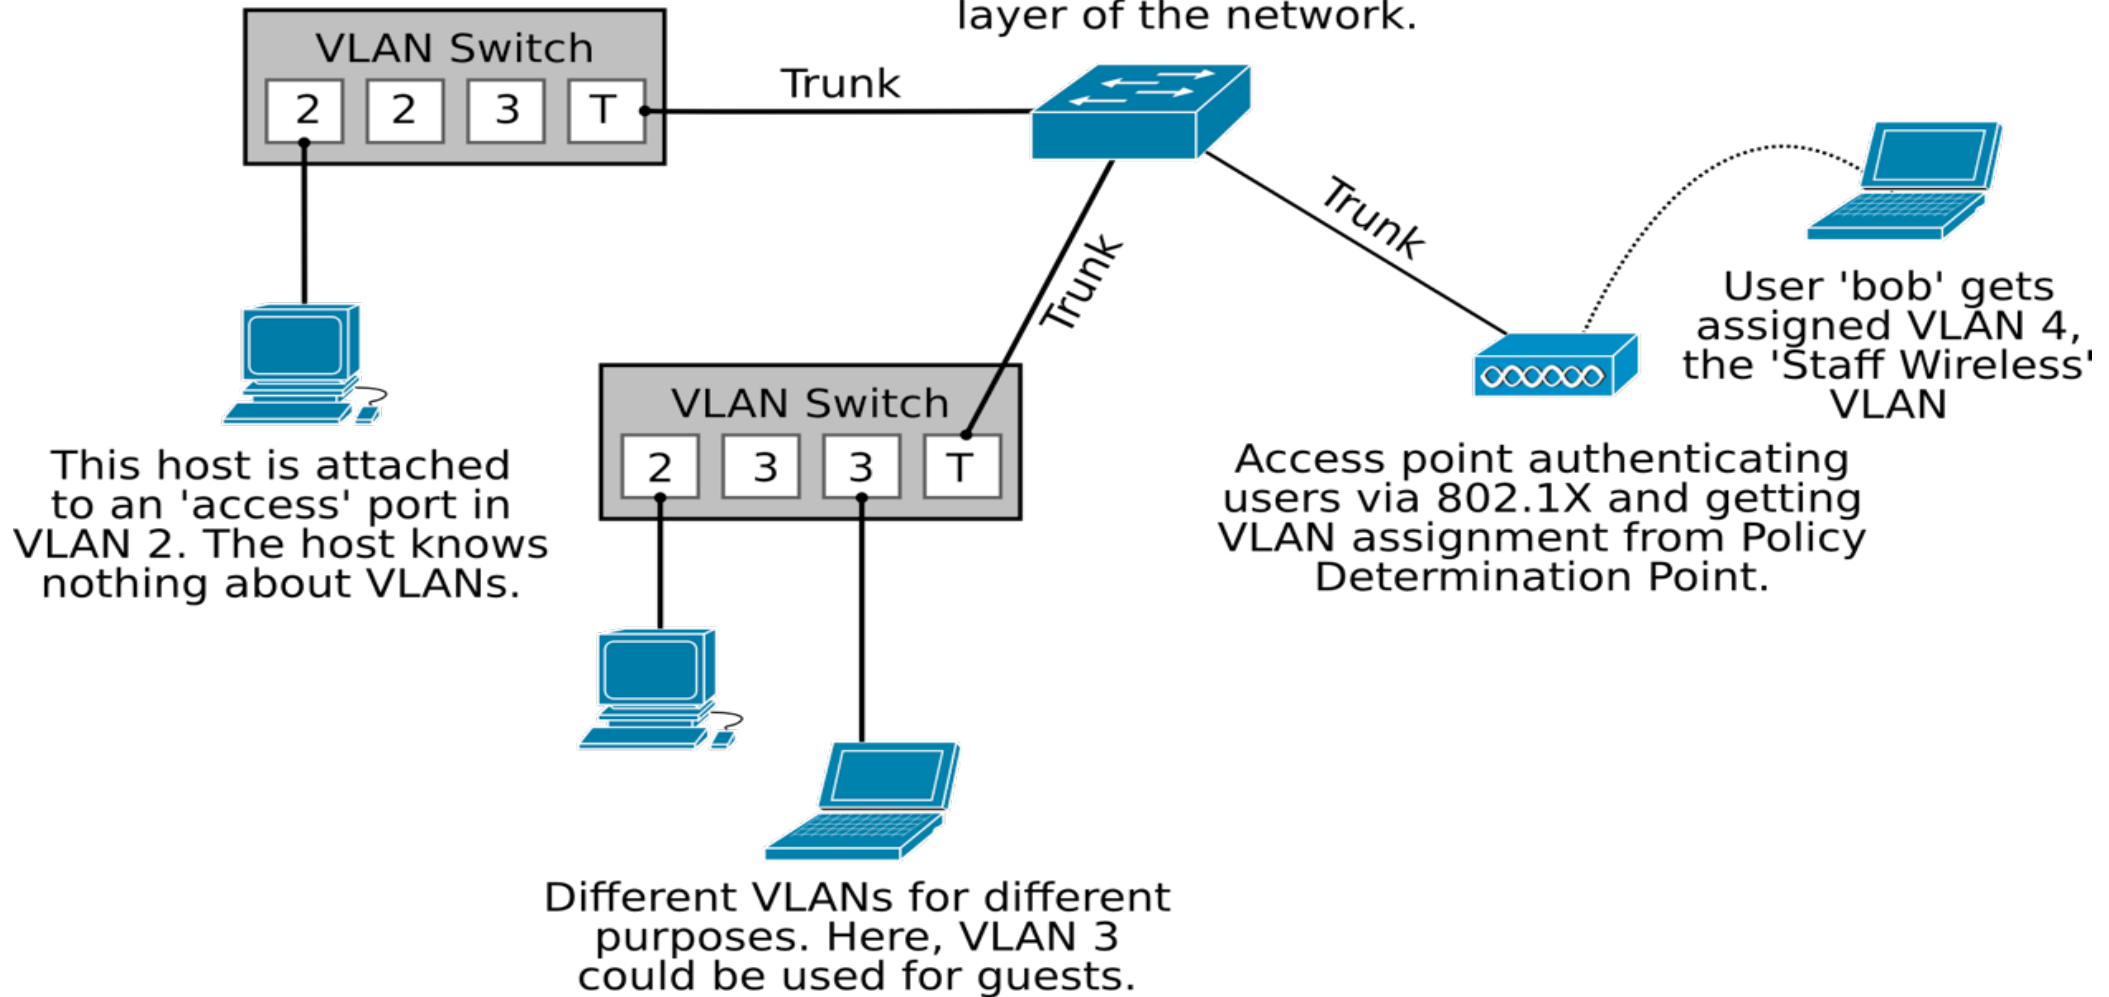 layer of the network.
VLAN Switch
2 2 3 T
Trunk
Trunk
Trunk
User 'bob' gets
assigned VLAN 4,
the 'Staff Wireless'
VLAN
VLAN Switch
2 3 3 T
This host is attached
to an 'access' port in
VLAN 2. The host knows
nothing about VLANs.
Access point authenticating
users via 802.1X and getting
VLAN assignment from Policy
Determination Point.
Different VLANs for different
purposes. Here, VLAN 3
could be used for guests.